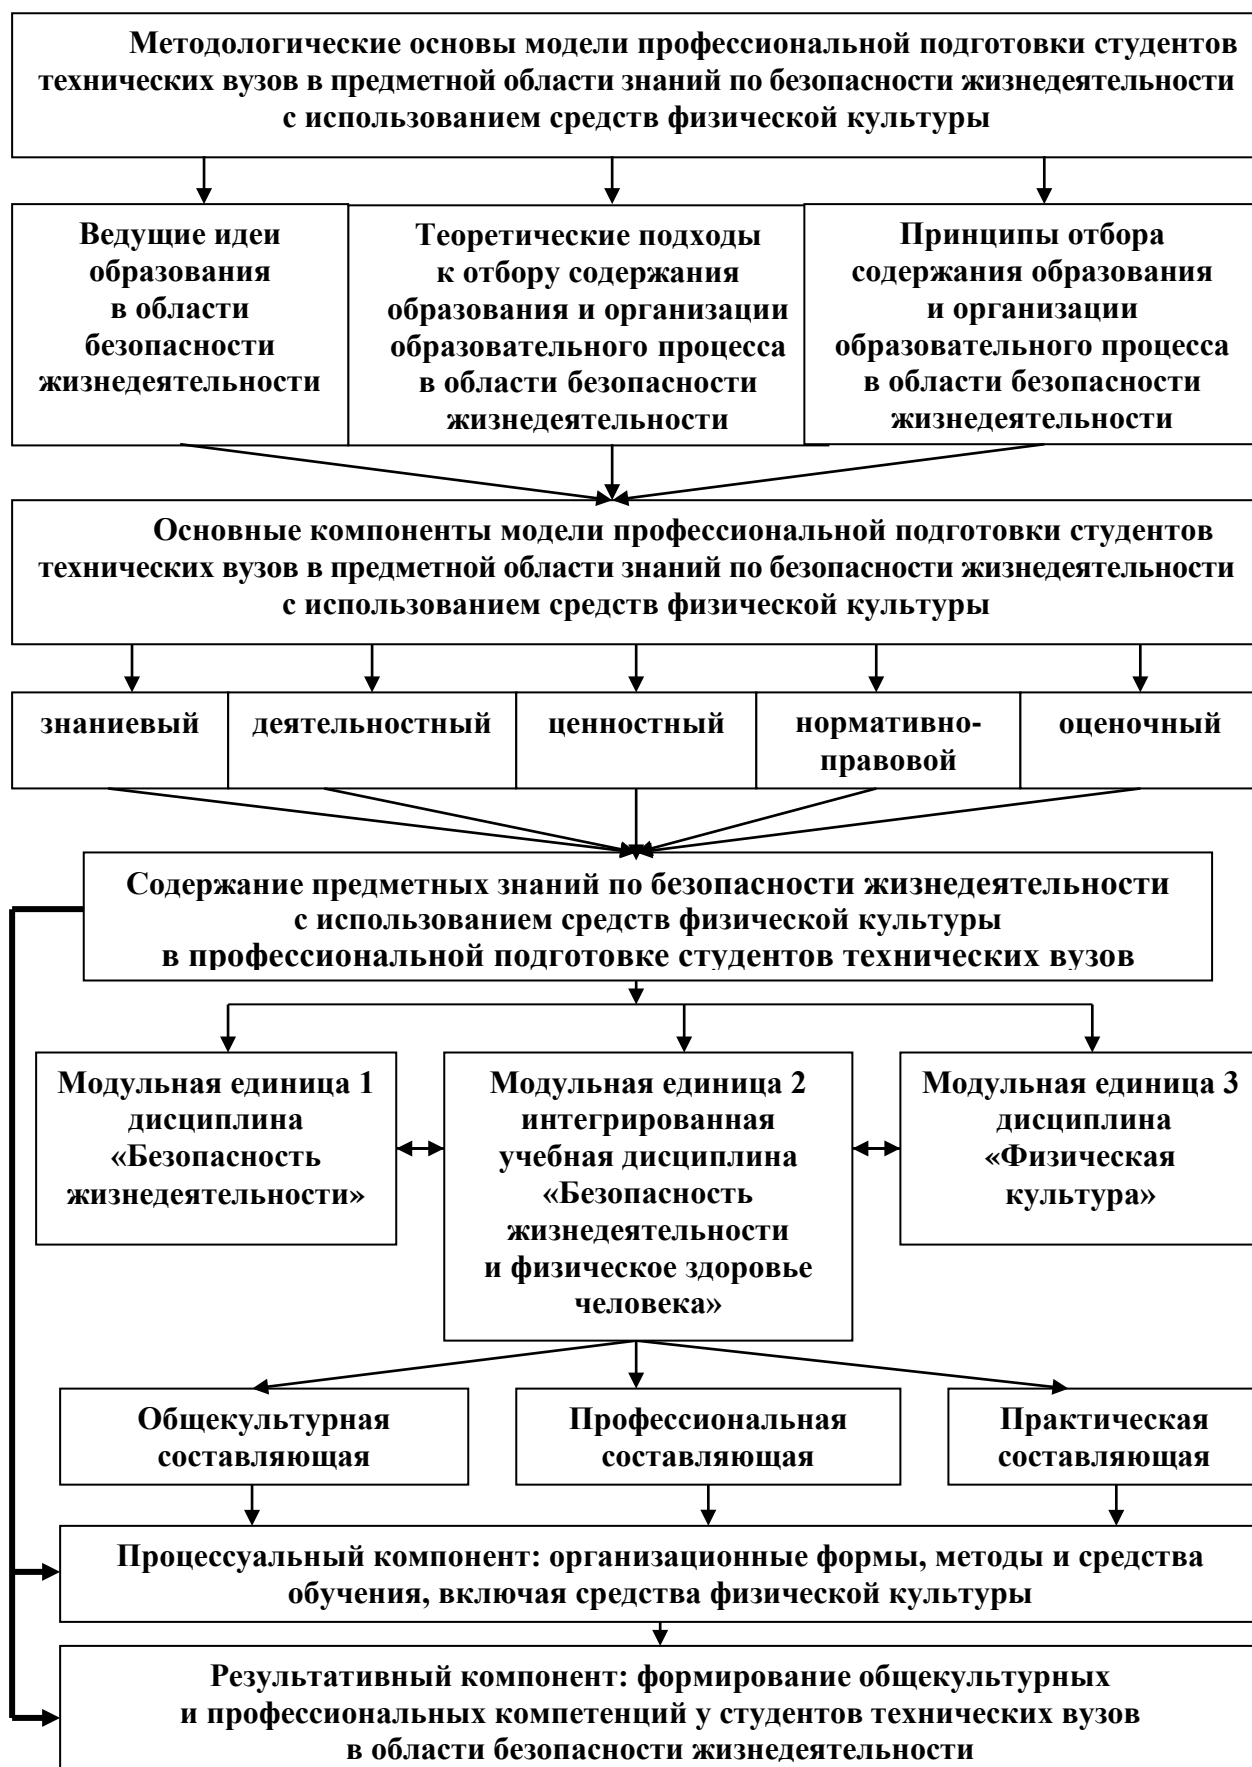 Методологические основы модели профессиональной подготовки студентов
технических вузов в предметной области знаний по безопасности жизнедеятельности
с использованием средств физической культуры
Ведущие идеи
образования
в области
безопасности
жизнедеятельности
Теоретические подходы
к отбору содержания
образования и организации
образовательного процесса
в области безопасности
жизнедеятельности
Принципы отбора
содержания образования
и организации
образовательного процесса
в области безопасности
жизнедеятельности
Основные компоненты модели профессиональной подготовки студентов
технических вузов в предметной области знаний по безопасности жизнедеятельности
с использованием средств физической культуры
знаниевый
деятельностный
ценностный
нормативно-
правовой
оценочный
Содержание предметных знаний по безопасности жизнедеятельности
с использованием средств физической культуры
в профессиональной подготовке студентов технических вузов
Модульная единица 1
дисциплина
«Безопасность
жизнедеятельности»
Модульная единица 2
интегрированная
учебная дисциплина
«Безопасность
жизнедеятельности
и физическое здоровье
человека»
Модульная единица 3
дисциплина
«Физическая
культура»
Общекультурная
составляющая
Профессиональная
составляющая
Практическая
составляющая
Процессуальный компонент: организационные формы, методы и средства
обучения, включая средства физической культуры
Результативный компонент: формирование общекультурных
и профессиональных компетенций у студентов технических вузов
в области безопасности жизнедеятельности